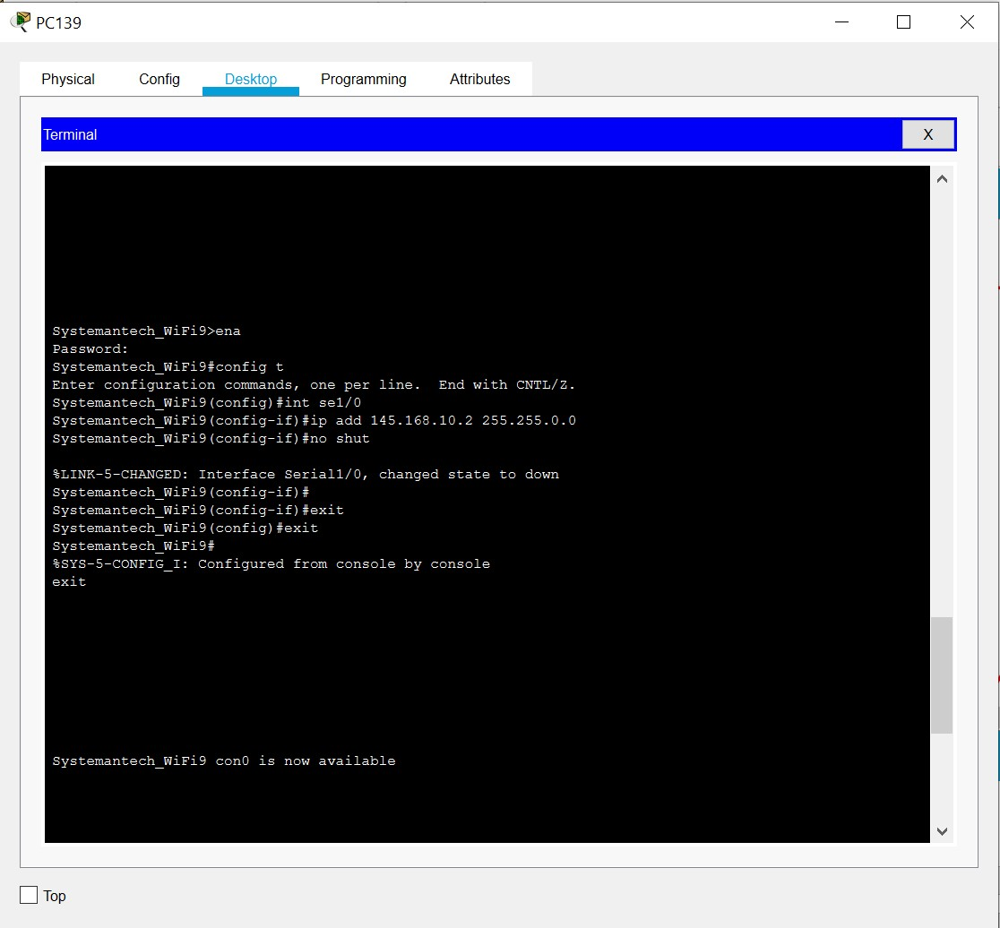 PC139
Physical Config Desktop Programming Attributes
Terminal X
Systemantech_WiFi9>ena
Password:
Systemantech_WiFi9#config t
Enter configuration commands, one per line.  End with CNTL/Z.
Systemantech_WiFi9(config)#int se1/0
Systemantech_WiFi9(config-if)#ip add 145.168.10.2 255.255.0.0
Systemantech_WiFi9(config-if)#no shut
%LINK-5-CHANGED: Interface Serial1/0, changed state to down
Systemantech_WiFi9(config-if)#
Systemantech_WiFi9(config-if)#exit
Systemantech_WiFi9(config)#exit
Systemantech_WiFi9#
%SYS-5-CONFIG_I: Configured from console by console
exit
Systemantech_WiFi9 con0 is now available
Top